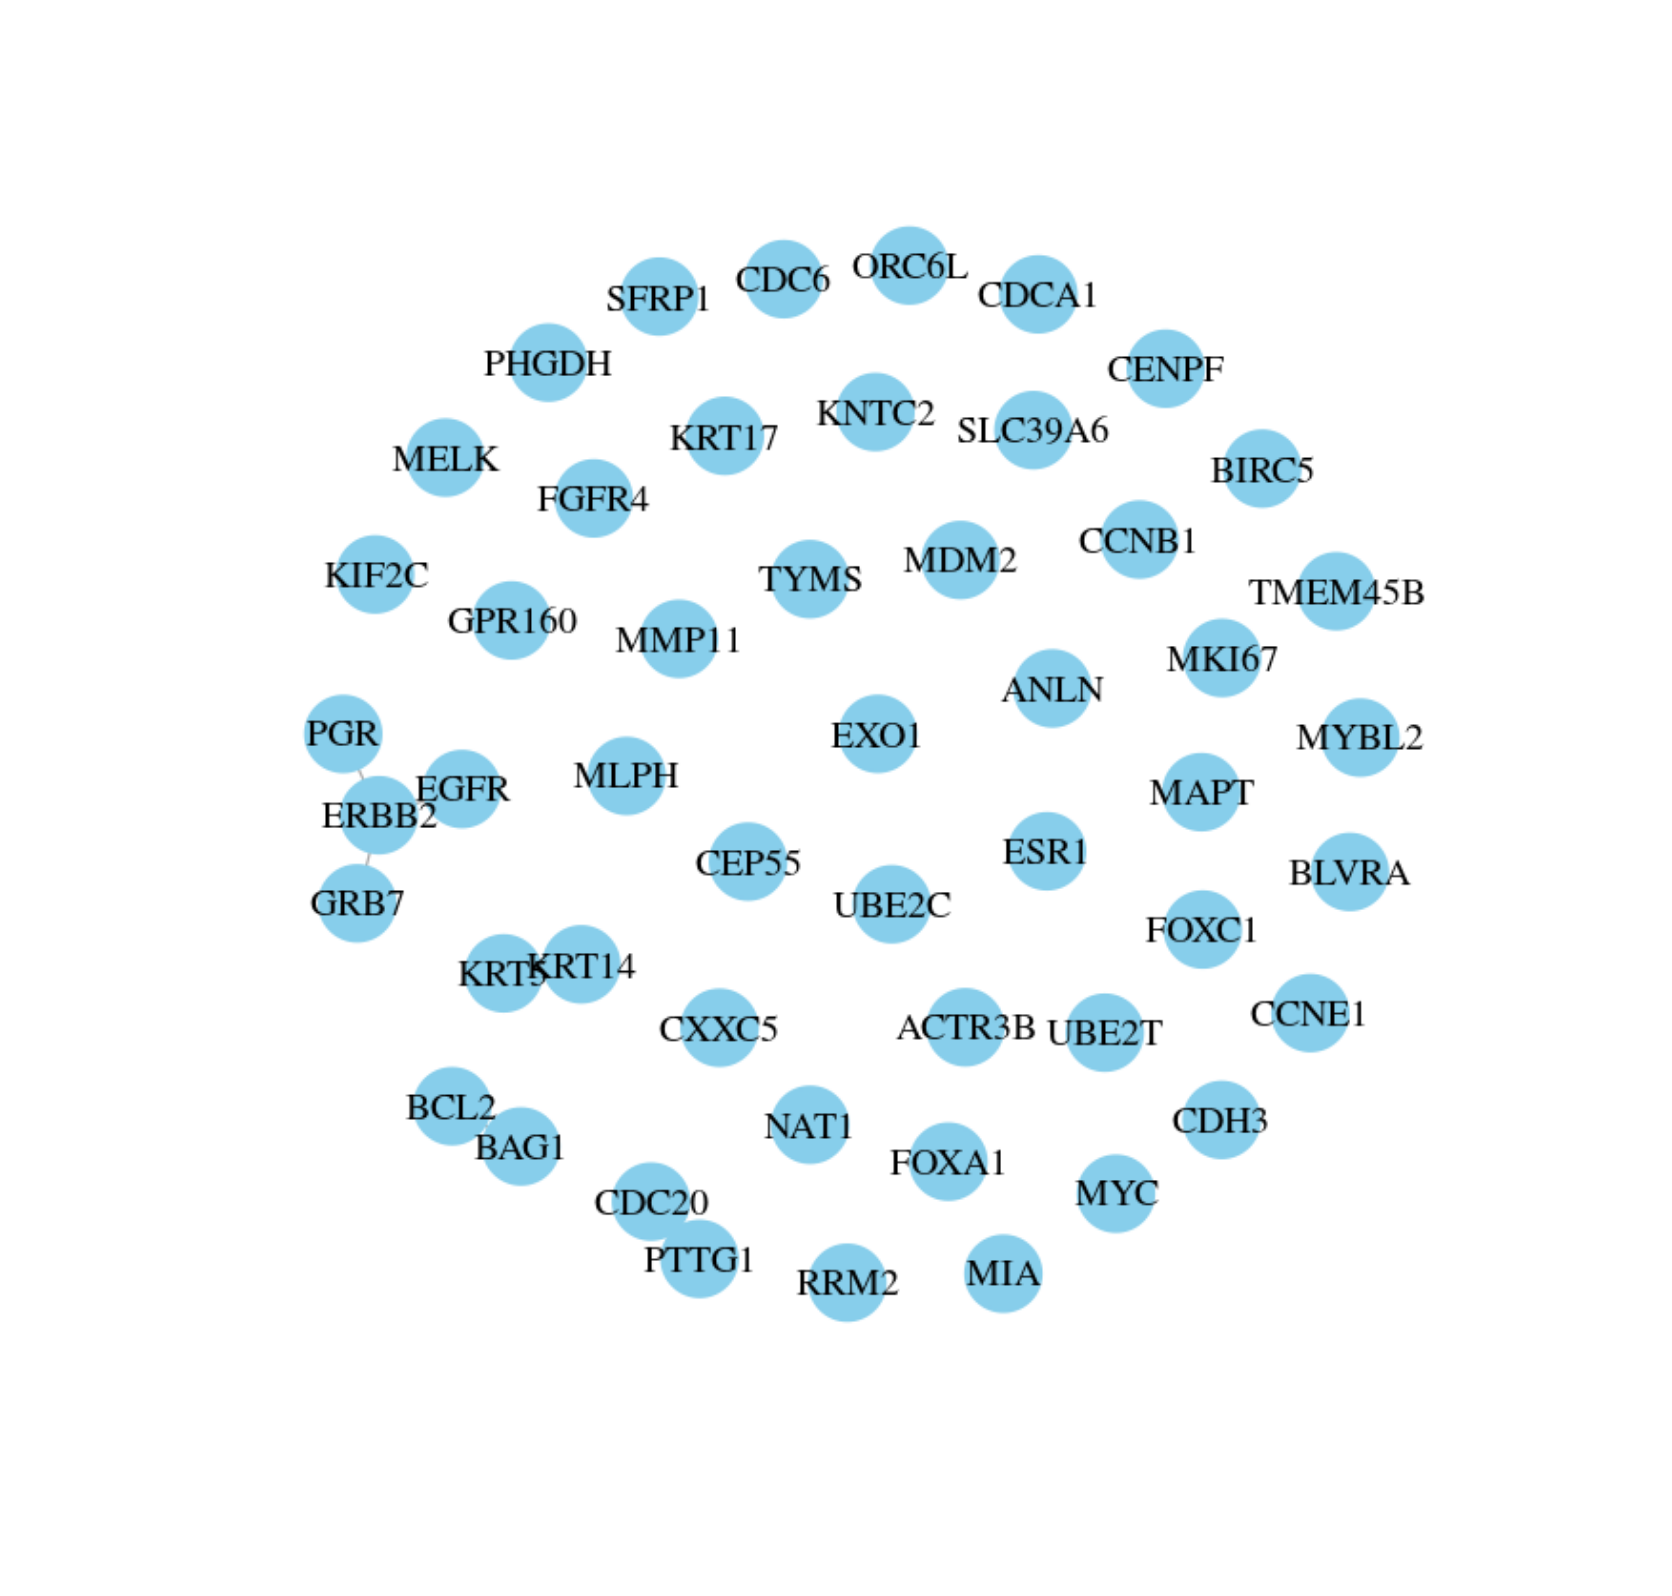 ORC6L
CDC6
CDCA1
SFRP1
PHGDH
CENPF
KNTC2
SLC39A6
KRT17
MELK
BIRC5
FGFR4
CCNB1
MDM2
KIF2C
TYMS
TMEM45B
GPR160
MMP11
MKI67
ANLN
PGR
EXO1
MYBL2
MLPH
EGFR
MAPT
ERBB2
ESR1
CEP55
BLVRA
GRB7
UBE2C
FOXC1
KRT14
KRT5
CCNE1
CXXC5
ACTR3B
UBE2T
BCL2
CDH3
NAT1
BAG1
FOXA1
MYC
CDC20
PTTG1
MIA
RRM2